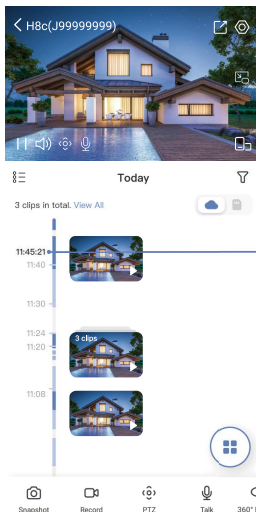 H8c(J99999999)
Today
3 clips in total. View All
11:45:21
11:40
11:30
11:24
3 clips
11:20
11:08
Snapshot Record PTZ Talk 360°